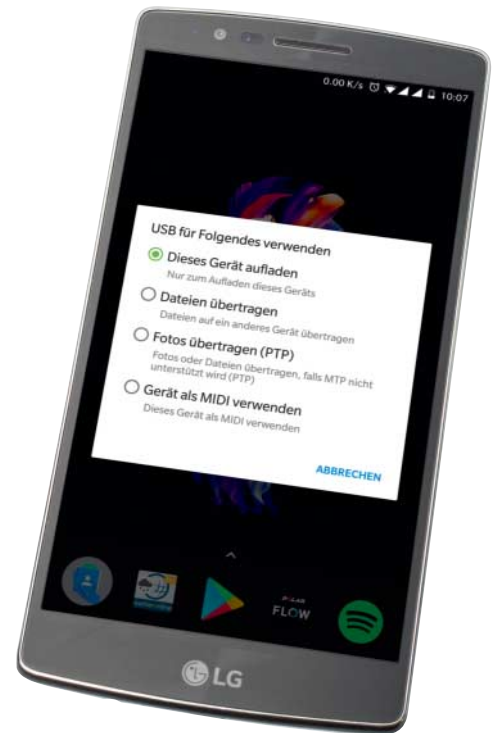 0.00 K/s 10:07
USB für Folgendes verwenden
Dieses Gerät aufladen
Nur zum Aufladen dieses Geräts
Dateien übertragen
Dateien auf ein anderes Gerät übertragen
Fotos übertragen (PTP)
Fotos oder Dateien übertragen, falls MTP nicht
unterstützt wird (PTP)
Gerät als MIDI verwenden
Dieses Gerät als MIDI verwenden
ABBRECHEN
POLAR
FLOW
LG